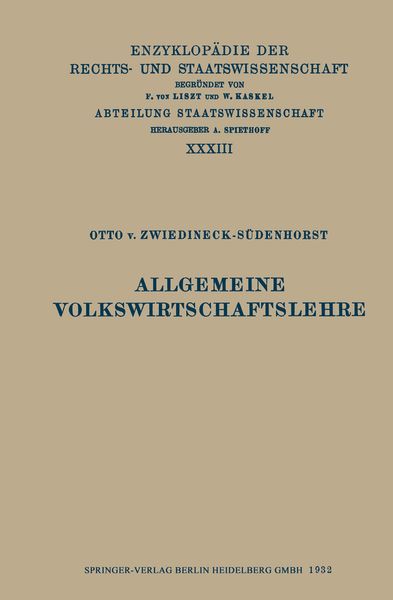 ENZYKLOPÄDIE DER
RECHTS- UND STAATSWISSENSCHAFT
BEGRÜNDET VON
F. VON LISZT UND W. KASKEL
ABTEILUNG STAATSWISSENSCHAFT
HERAUSGEBER A. SPIETHOFF
XXXIII
OTTO v. ZWIEDINECK-SÜDENHORST
ALLGEMEINE
VOLKSWIRTSCHAFTSLEHRE
SPRINGER-VERLAG BERLIN HEIDELBERG GMBH 1932